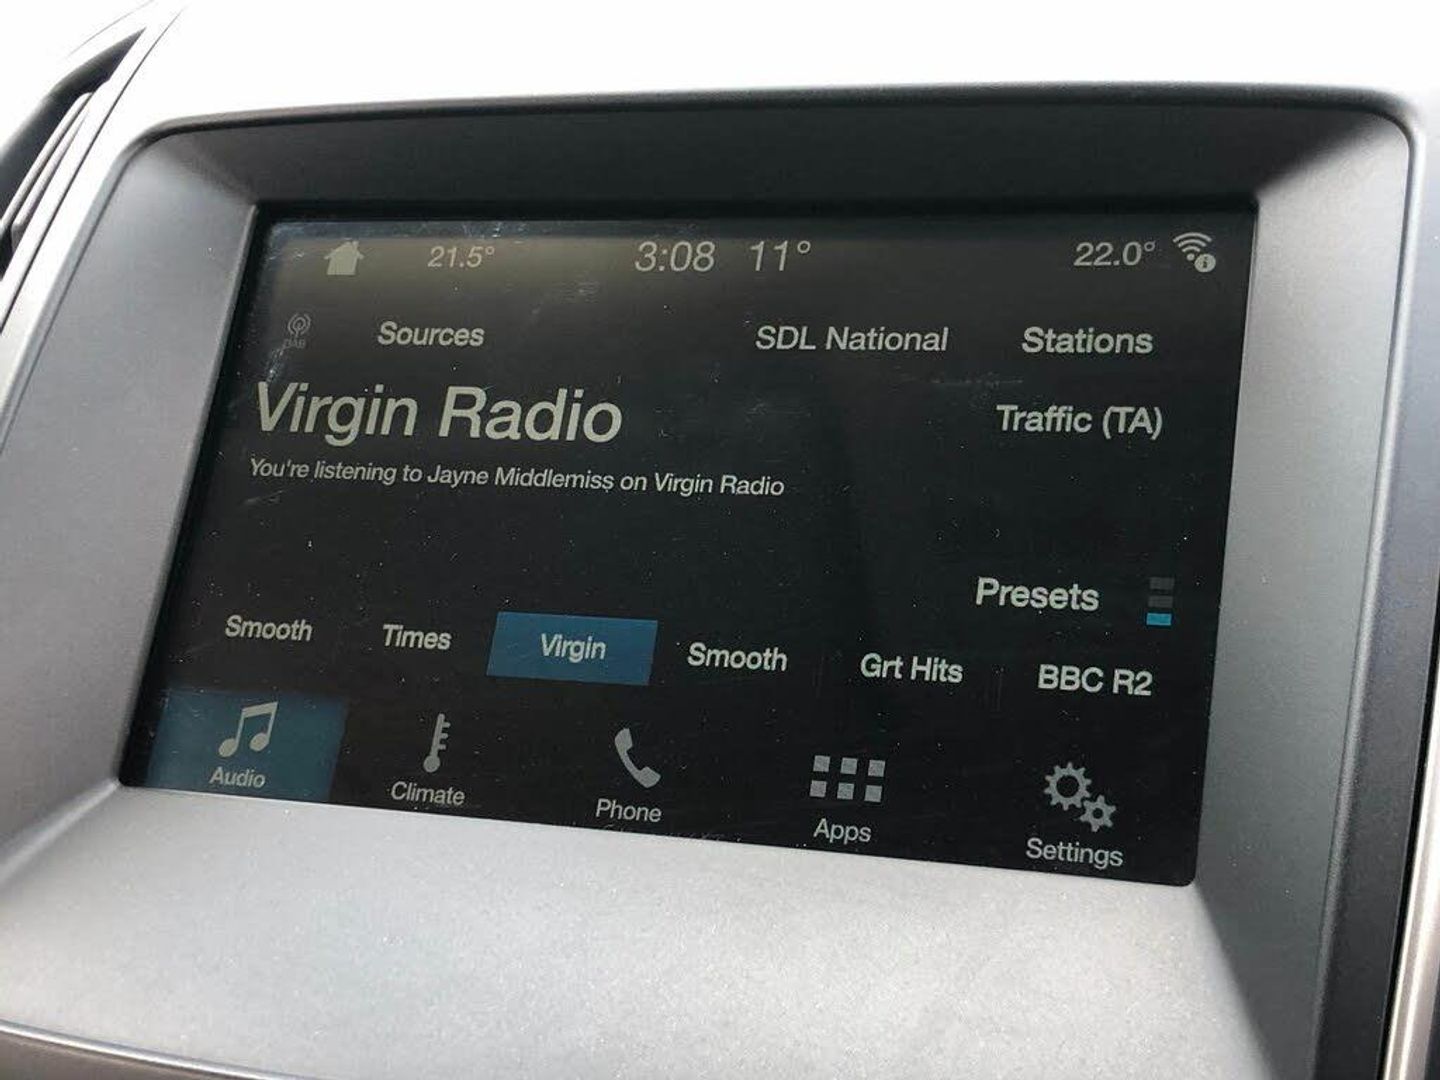 21.5° 3:08 11° 22.0°
DAB Sources SDL National Stations
Virgin Radio Traffic (TA)
You're listening to Jayne Middlemiss on Virgin Radio
Presets
Smooth Times Virgin Smooth Grt Hits BBC R2
Audio Climate Phone Apps Settings